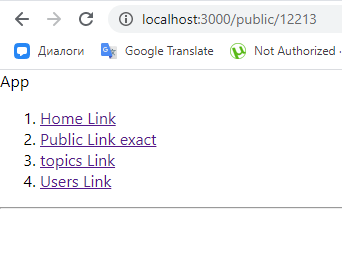 localhost:3000/public/12213
Диалоги Google Translate Not Authorized
App
1. Home Link
2. Public Link exact
3. topics Link
4. Users Link